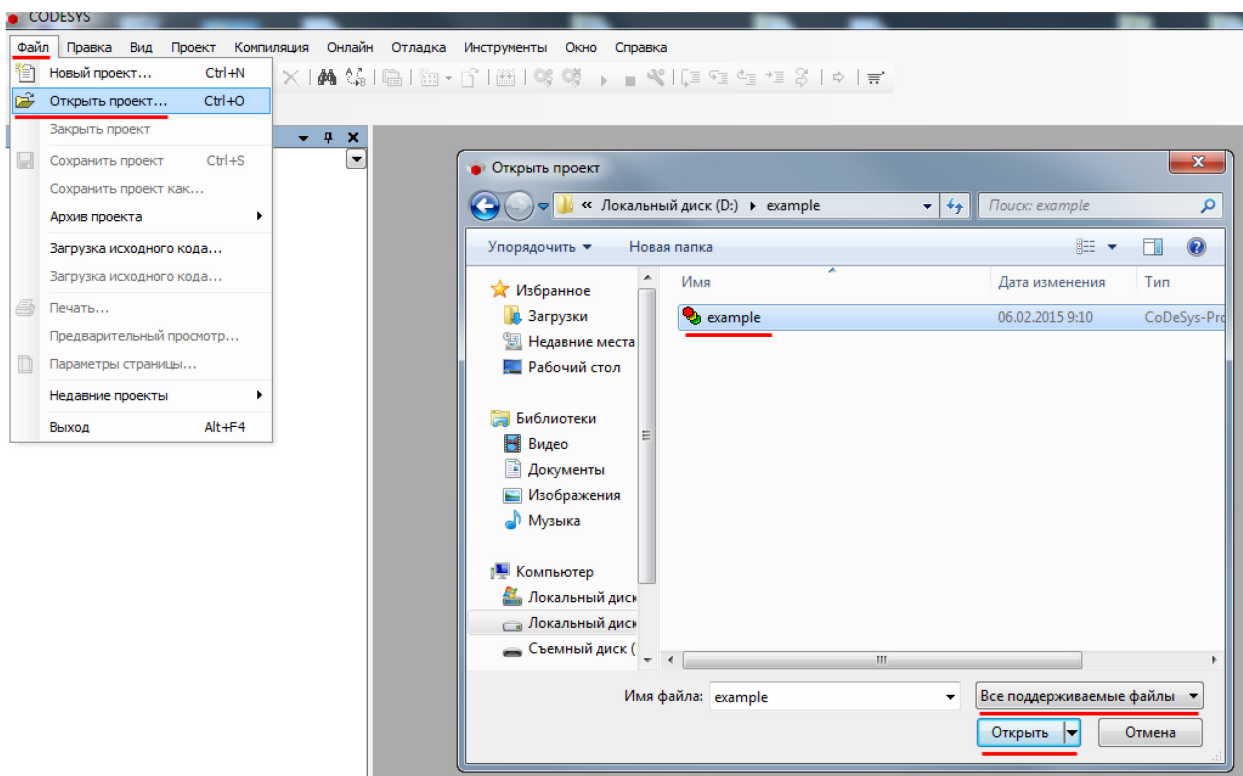 CODESYS
Файл Правка Вид Проект Компиляция Онлайн Отладка Инструменты Окно Справка
Новый проект... Ctrl+N
Открыть проект... Ctrl+O
Закрыть проект
Сохранить проект Ctrl+S
Сохранить проект как...
Архив проекта
Загрузка исходного кода...
Загрузка исходного кода...
Печать...
Предварительный просмотр...
Параметры страницы...
Недавние проекты
Выход Alt+F4
Открыть проект
« Локальный диск (D:) example
Поиск: example
Упорядочить Новая папка
Имя Дата изменения Тип
example 06.02.2015 9:10 CoDeSys-Pro
Избранное
Загрузки
Недавние места
Рабочий стол
Библиотеки
Видео
Документы
Изображения
Музыка
Компьютер
Локальный диск
Локальный диск
Съемный диск (
Имя файла: example
Все поддерживаемые файлы
Открыть Отмена